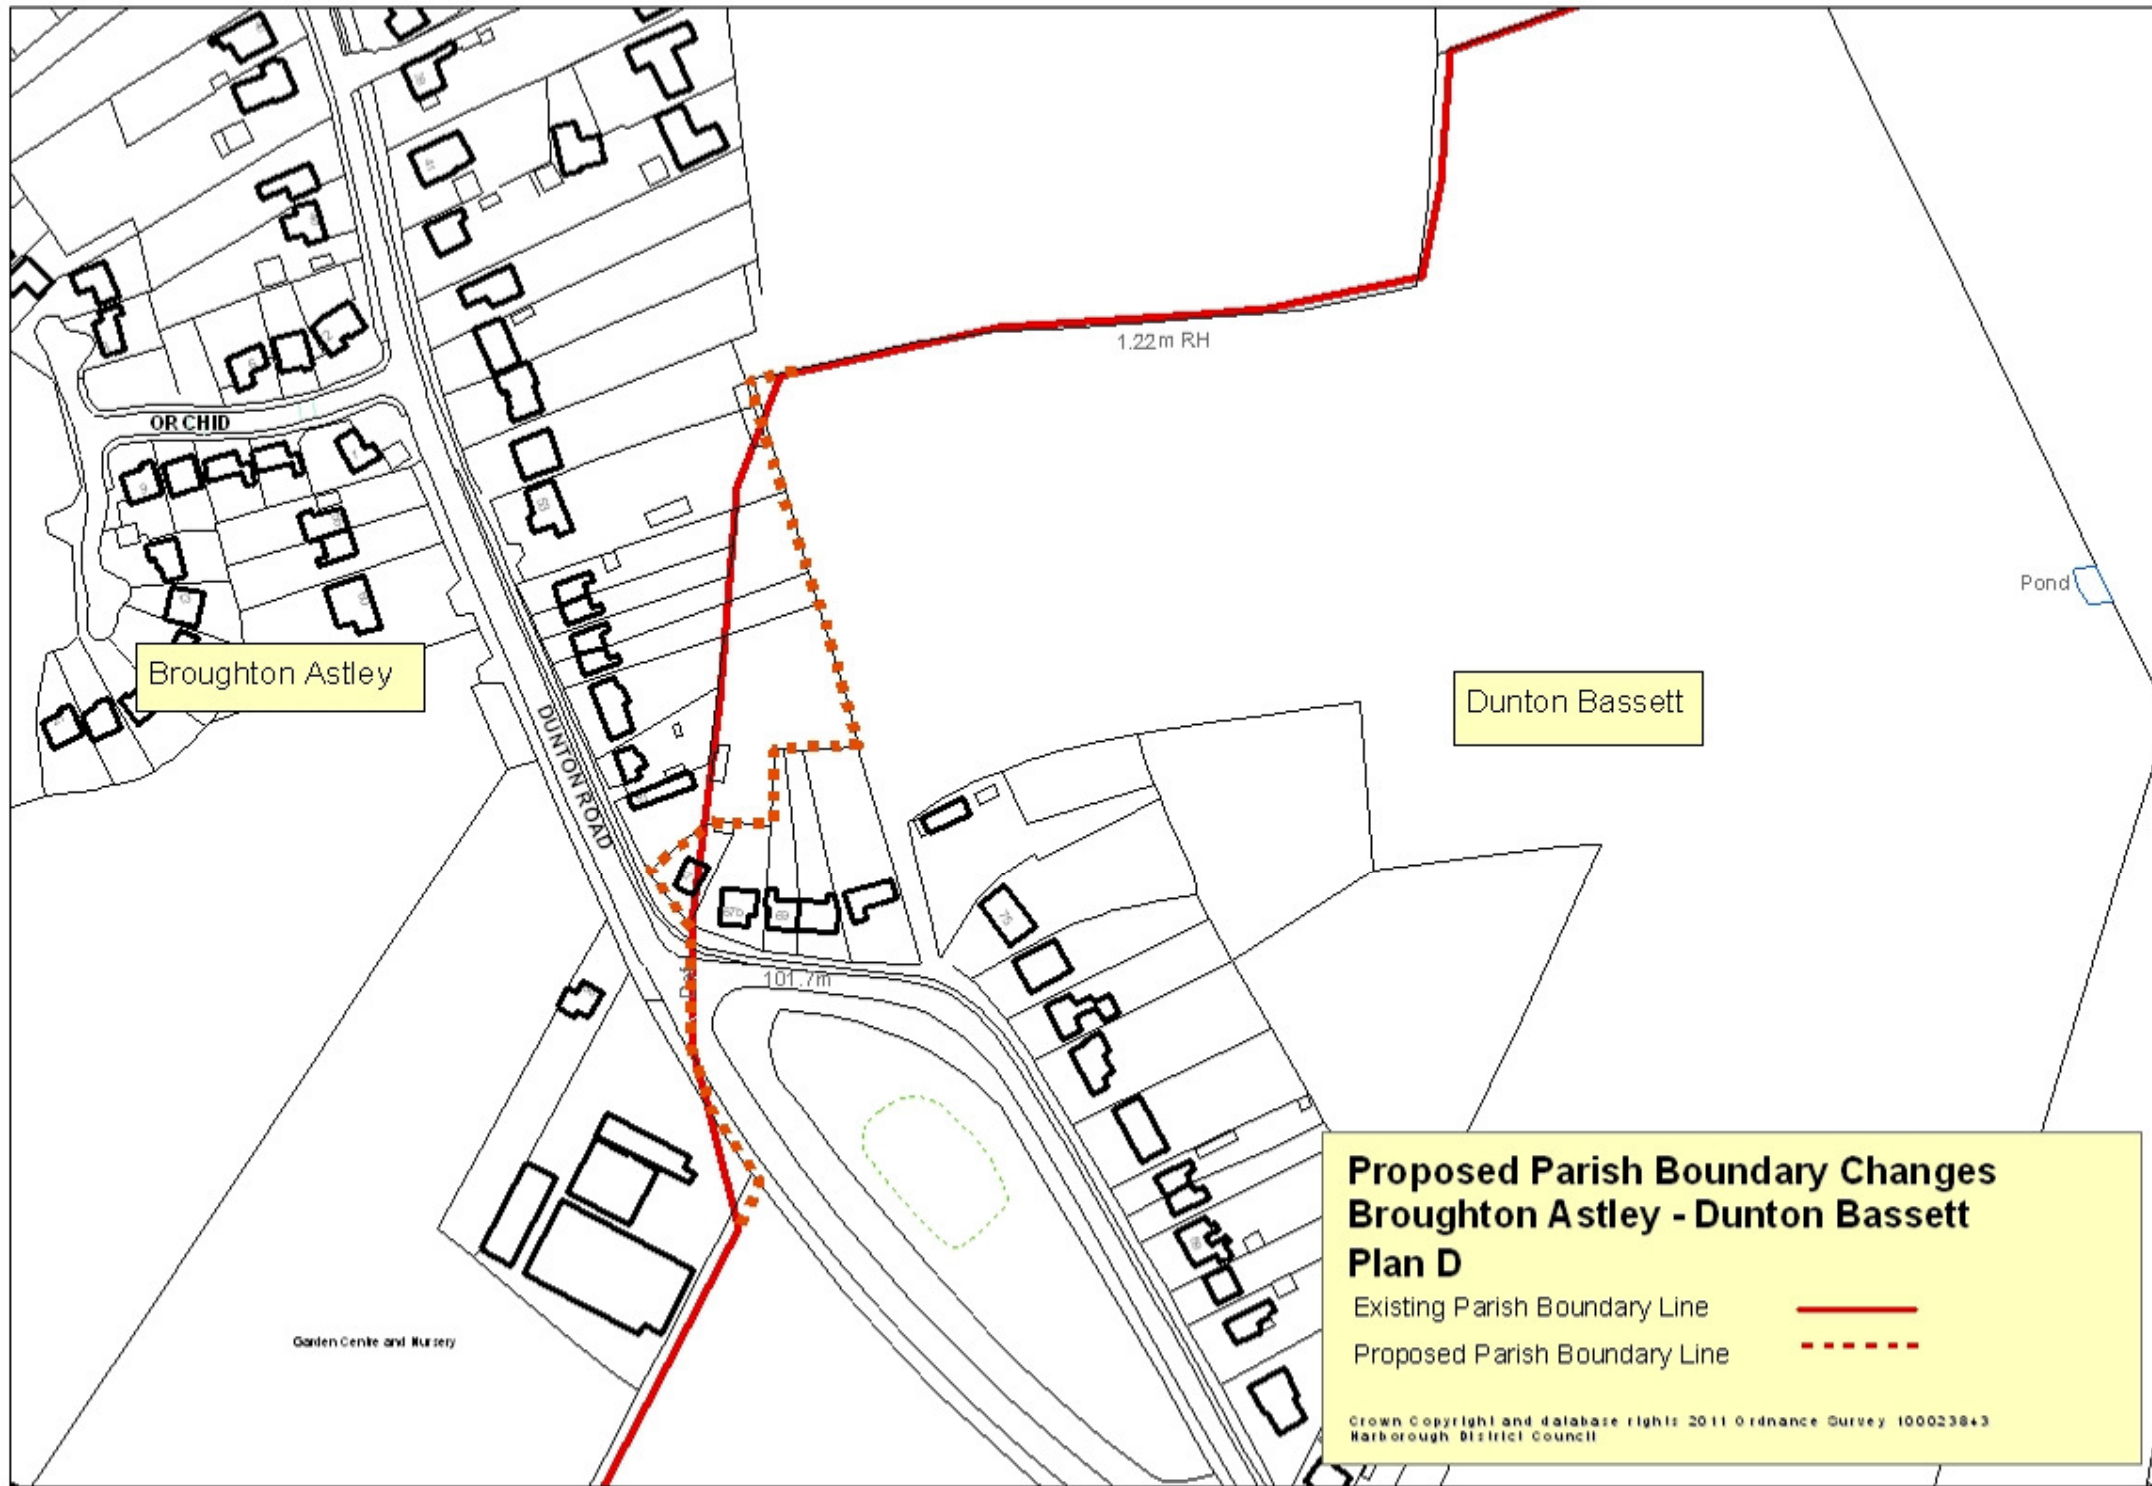 1.22m RH
ORCHID
Pond
Broughton Astley
Dunton Bassett
DUNTON ROAD
101.7m
75
Garden Centre and Nursery
Proposed Parish Boundary Changes
Broughton Astley - Dunton Bassett
Plan D
Existing Parish Boundary Line
Proposed Parish Boundary Line
Crown Copyright and database rights 2011 Ordnance Survey 100023843
Harborough District Council